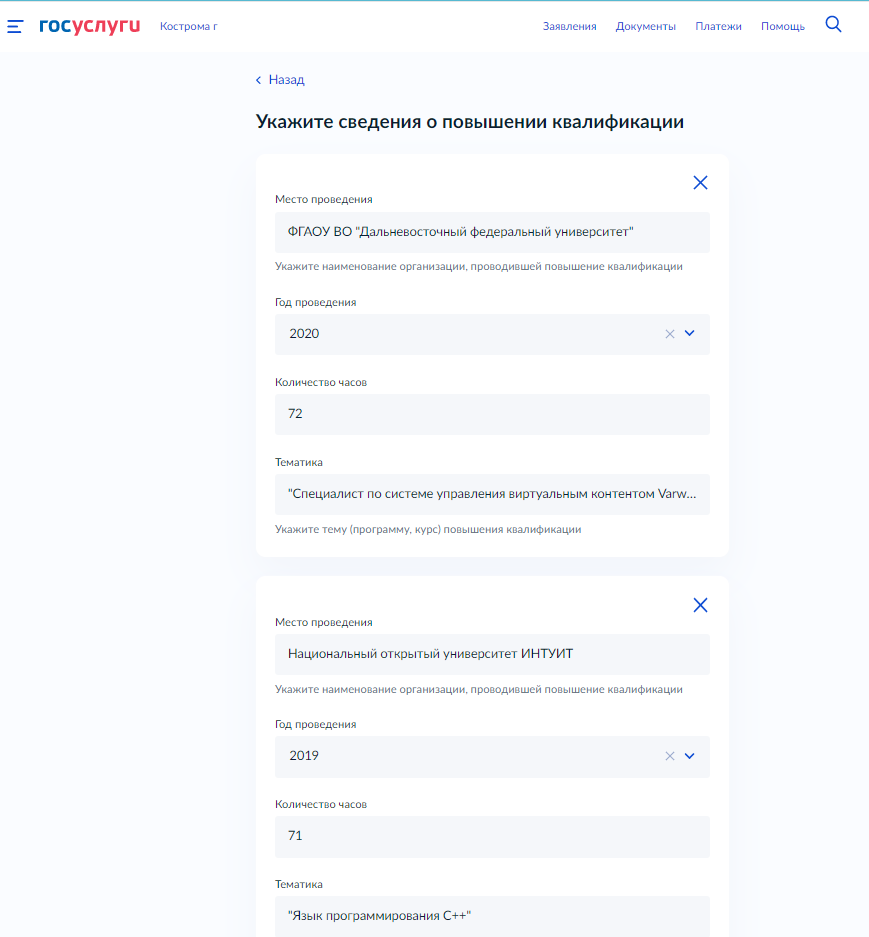 госуслуги Кострома г Заявления Документы Платежи Помощь
Назад
Укажите сведения о повышении квалификации
Место проведения
ФГАОУ ВО "Дальневосточный федеральный университет"
Укажите наименование организации, проводившей повышение квалификации
Год проведения
2020
Количество часов
72
Тематика
"Специалист по системе управления виртуальным контентом Varw...
Укажите тему (программу, курс) повышения квалификации
Место проведения
Национальный открытый университет ИНТУИТ
Укажите наименование организации, проводившей повышение квалификации
Год проведения
2019
Количество часов
71
Тематика
"Язык программирования C++"